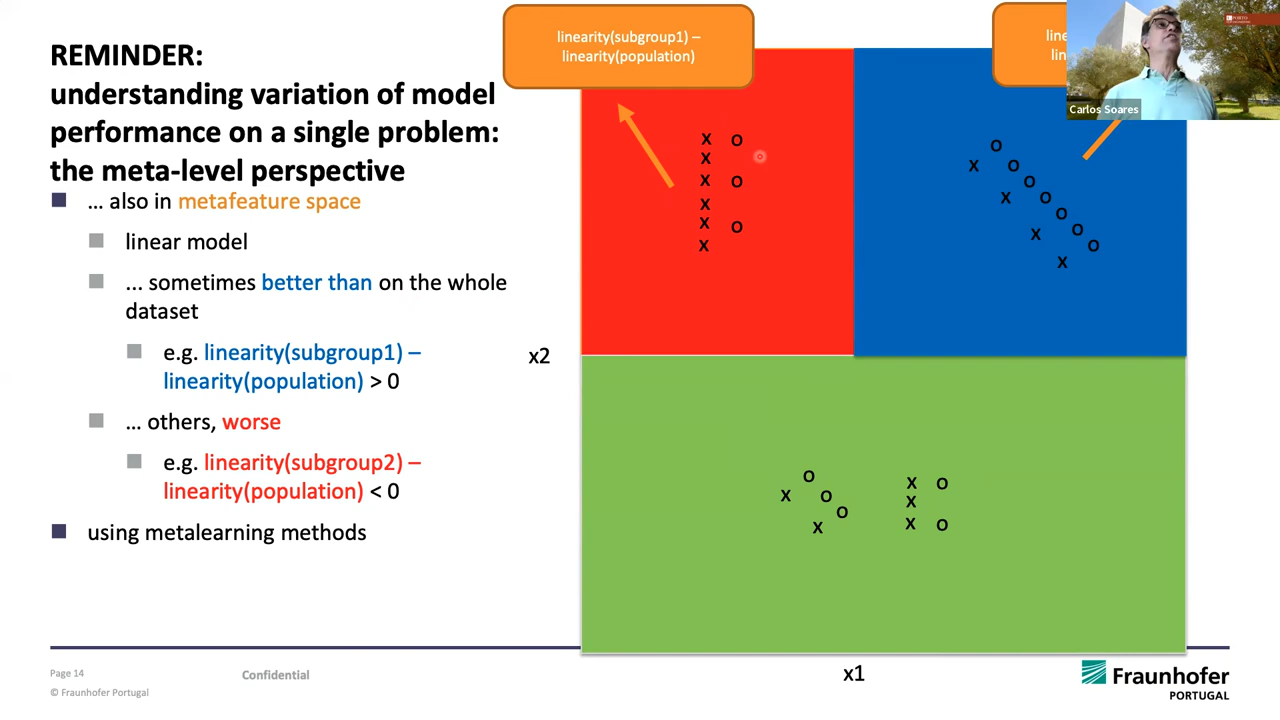 REMINDER:
understanding variation of model
performance on a single problem:
the meta-level perspective
... also in metafeature space
linear model
... sometimes better than on the whole
dataset
e.g. linearity(subgroup1) –
linearity(population) > 0
... others, worse
e.g. linearity(subgroup2) –
linearity(population) < 0
using metalearning methods
linearity(subgroup1) –
linearity(population)
Carlos Soares
X O
X
X O
X
X O
X
O
X O
O
X O
O
X O
O
X
x2
O
X O
O
X
X O
X
X O
x1
Page 14
Confidential
© Fraunhofer Portugal
Fraunhofer
PORTUGAL